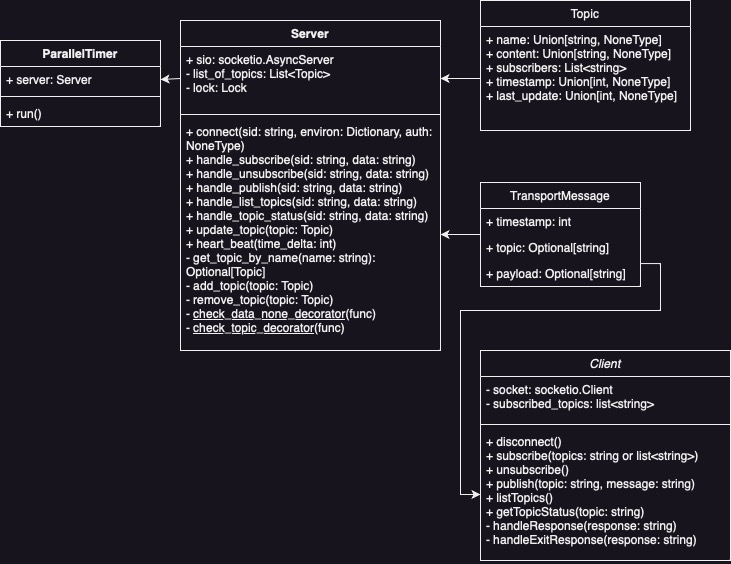 ParallelTimer
+ server: Server
+ run()
Server
+ sio: socketio.AsyncServer
- list_of_topics: List<Topic>
- lock: Lock
+ connect(sid: string, environ: Dictionary, auth:
NoneType)
+ handle_subscribe(sid: string, data: string)
+ handle_unsubscribe(sid: string, data: string)
+ handle_publish(sid: string, data: string)
+ handle_list_topics(sid: string, data: string)
+ handle_topic_status(sid: string, data: string)
+ update_topic(topic: Topic)
+ heart_beat(time_delta: int)
- get_topic_by_name(name: string):
Optional[Topic]
- add_topic(topic: Topic)
- remove_topic(topic: Topic)
- check_data_none_decorator(func)
- check_topic_decorator(func)
Topic
+ name: Union[string, NoneType]
+ content: Union[string, NoneType]
+ subscribers: List<string>
+ timestamp: Union[int, NoneType]
+ last_update: Union[int, NoneType]
TransportMessage
+ timestamp: int
+ topic: Optional[string]
+ payload: Optional[string]
Client
- socket: socketio.Client
- subscribed_topics: list<string>
+ disconnect()
+ subscribe(topics: string or list<string>)
+ unsubscribe()
+ publish(topic: string, message: string)
+ listTopics()
+ getTopicStatus(topic: string)
- handleResponse(response: string)
- handleExitResponse(response: string)